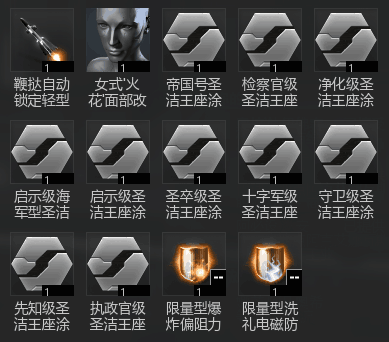 1 1 1 1 1
鞭挞自动 女式'火 帝国号圣 检察官级 净化级圣
锁定轻型 花'面部改 洁王座涂 圣洁王座 洁王座涂
1 1 1 1 1
启示级海 启示级圣 圣卒级圣 十字军级 守卫级圣
军型圣洁 洁王座涂 洁王座涂 圣洁王座 洁王座涂
1 1 1 1
先知级圣 执政官级 限量型爆 限量型洗
洁王座涂 圣洁王座 炸偏阻力 礼电磁防